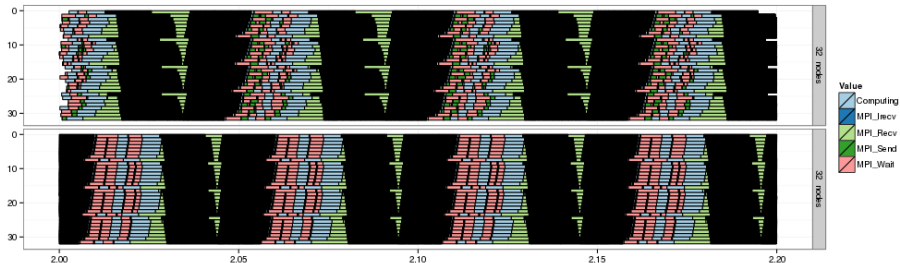 0
10
20
30
32 nodes
0
10
20
30
32 nodes
2.00
2.05
2.10
2.15
2.20
Value
Computing
MPI_Irecv
MPI_Recv
MPI_Send
MPI_Wait